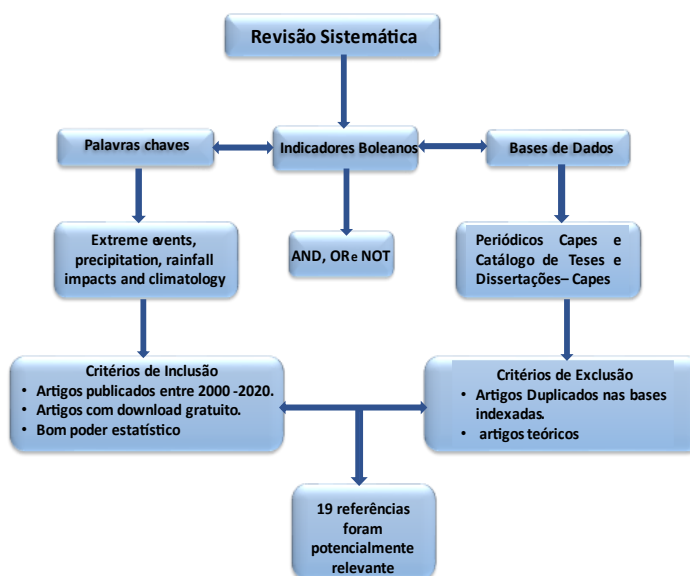 Revisão Sistemática
Palavras chaves
Indicadores Boleanos
Bases de Dados
Extreme events,
precipitation, rainfall
impacts and climatology
AND, OR e NOT
Periódicos Capes e
Catálogo de Teses e
Dissertações– Capes
Critérios de Inclusão
• Artigos publicados entre 2000 -2020.
• Artigos com download gratuito.
• Bom poder estatístico
Critérios de Exclusão
• Artigos Duplicados nas bases
indexadas.
• artigos teóricos
19 referências
foram
potencialmente
relevante